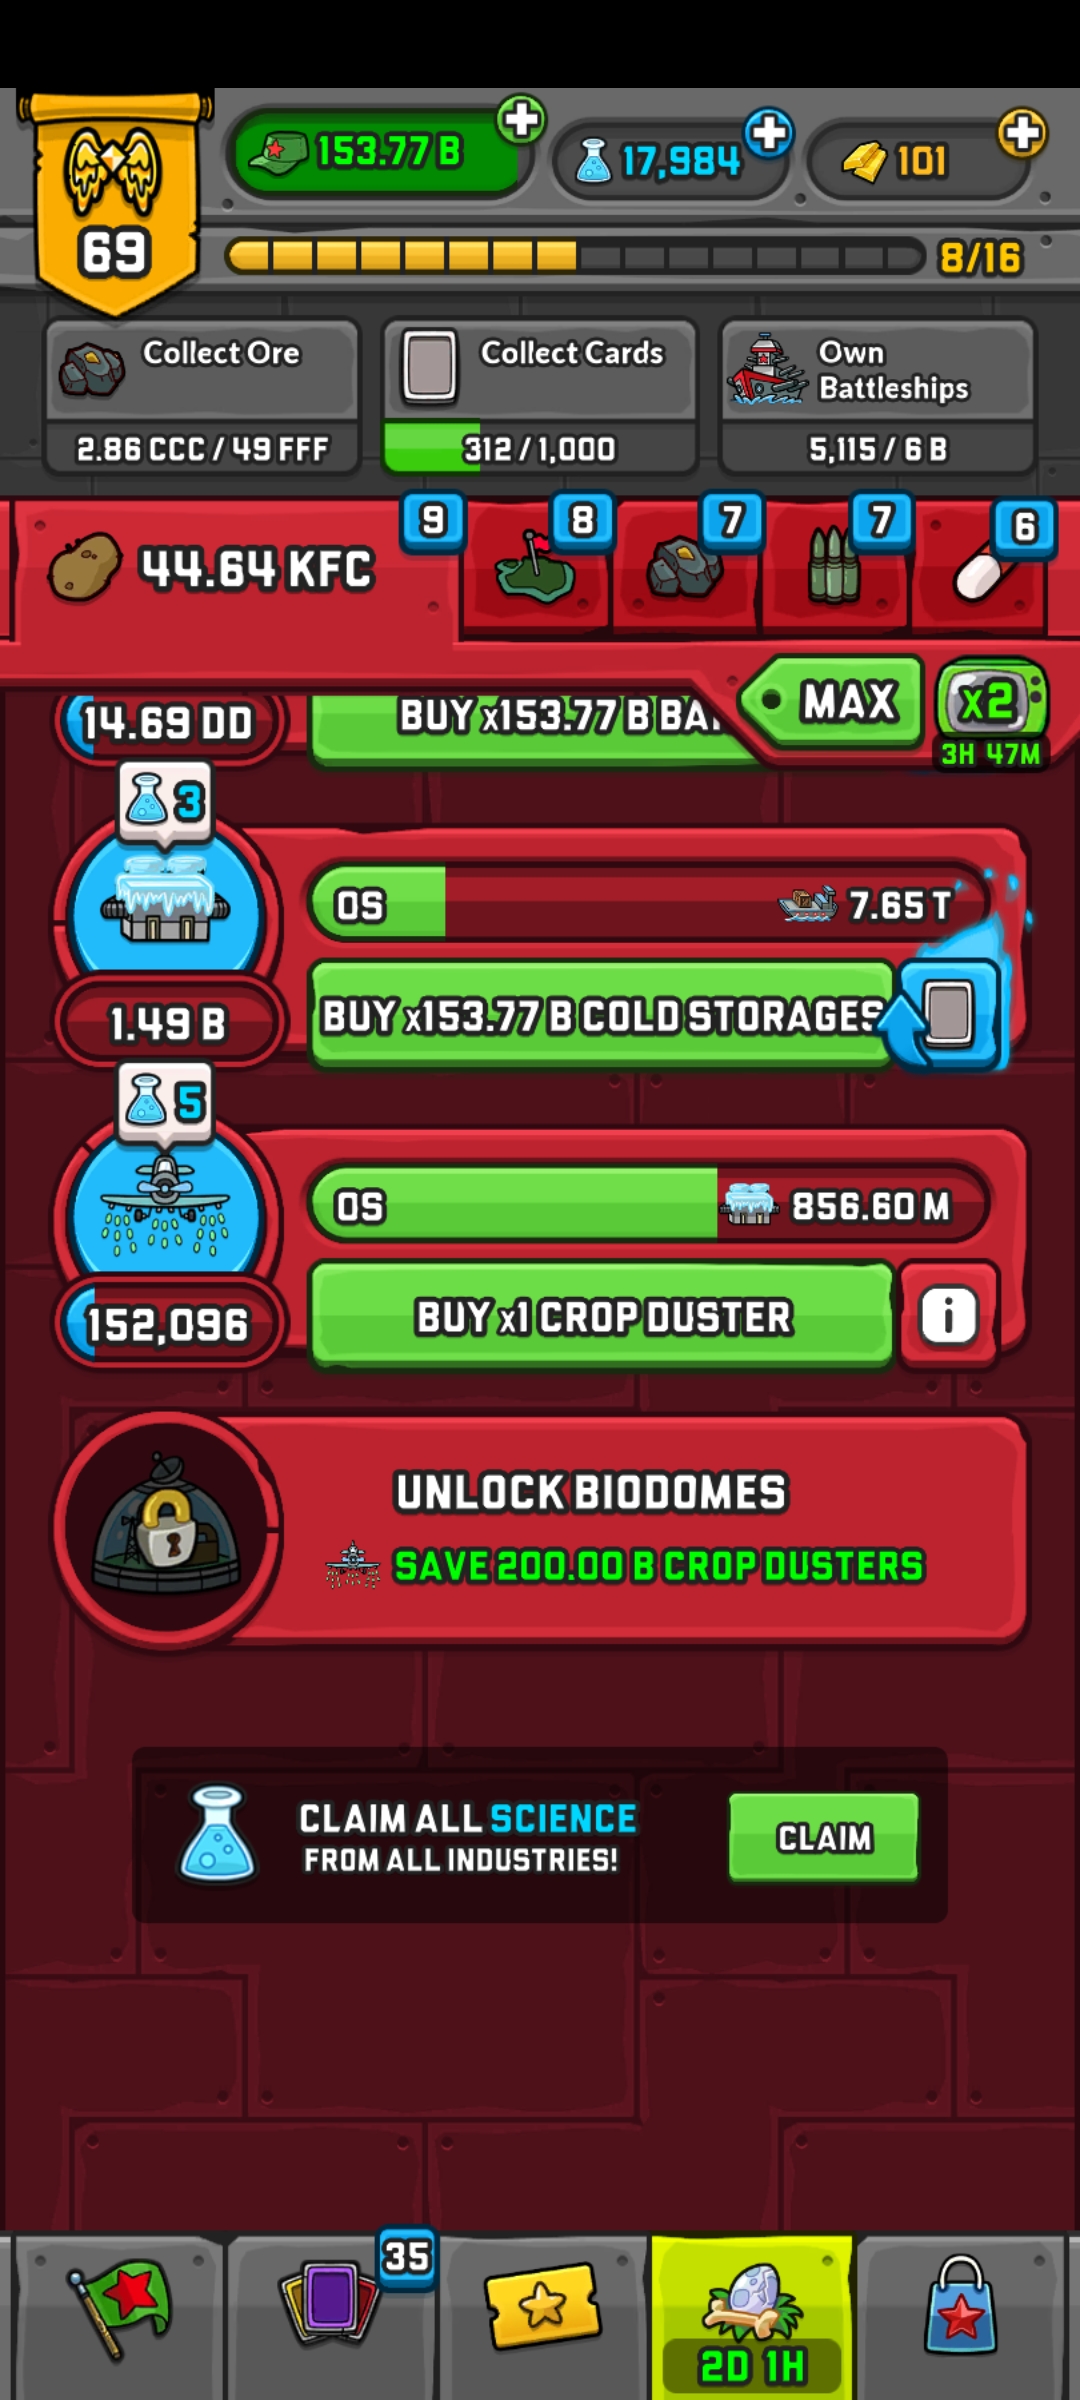 153.77 B
17,984
101
69
8/16
Collect Ore
2.86 CCC / 49 FFF
Collect Cards
312 / 1,000
Own
Battleships
5,115 / 6 B
44.64 KFC
9
8
7
7
6
MAX
x2
3H 47M
14.69 DD
BUY x153.77 B BA
3
0S
7.65 T
1.49 B
BUY x153.77 B COLD STORAGES
5
0S
856.60 M
152,096
BUY x1 CROP DUSTER
i
UNLOCK BIODOMES
SAVE 200.00 B CROP DUSTERS
CLAIM ALL SCIENCE
FROM ALL INDUSTRIES!
CLAIM
35
2D 1H